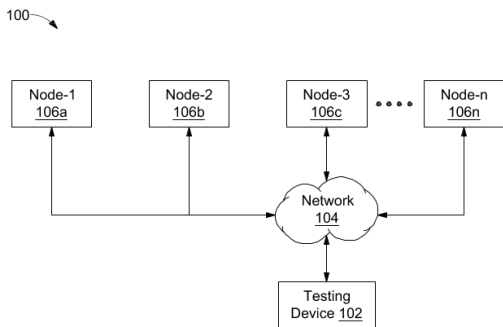 100
Node-1
106a
Node-2
106b
Node-3
106c
Node-n
106n
Network
104
Testing
Device 102